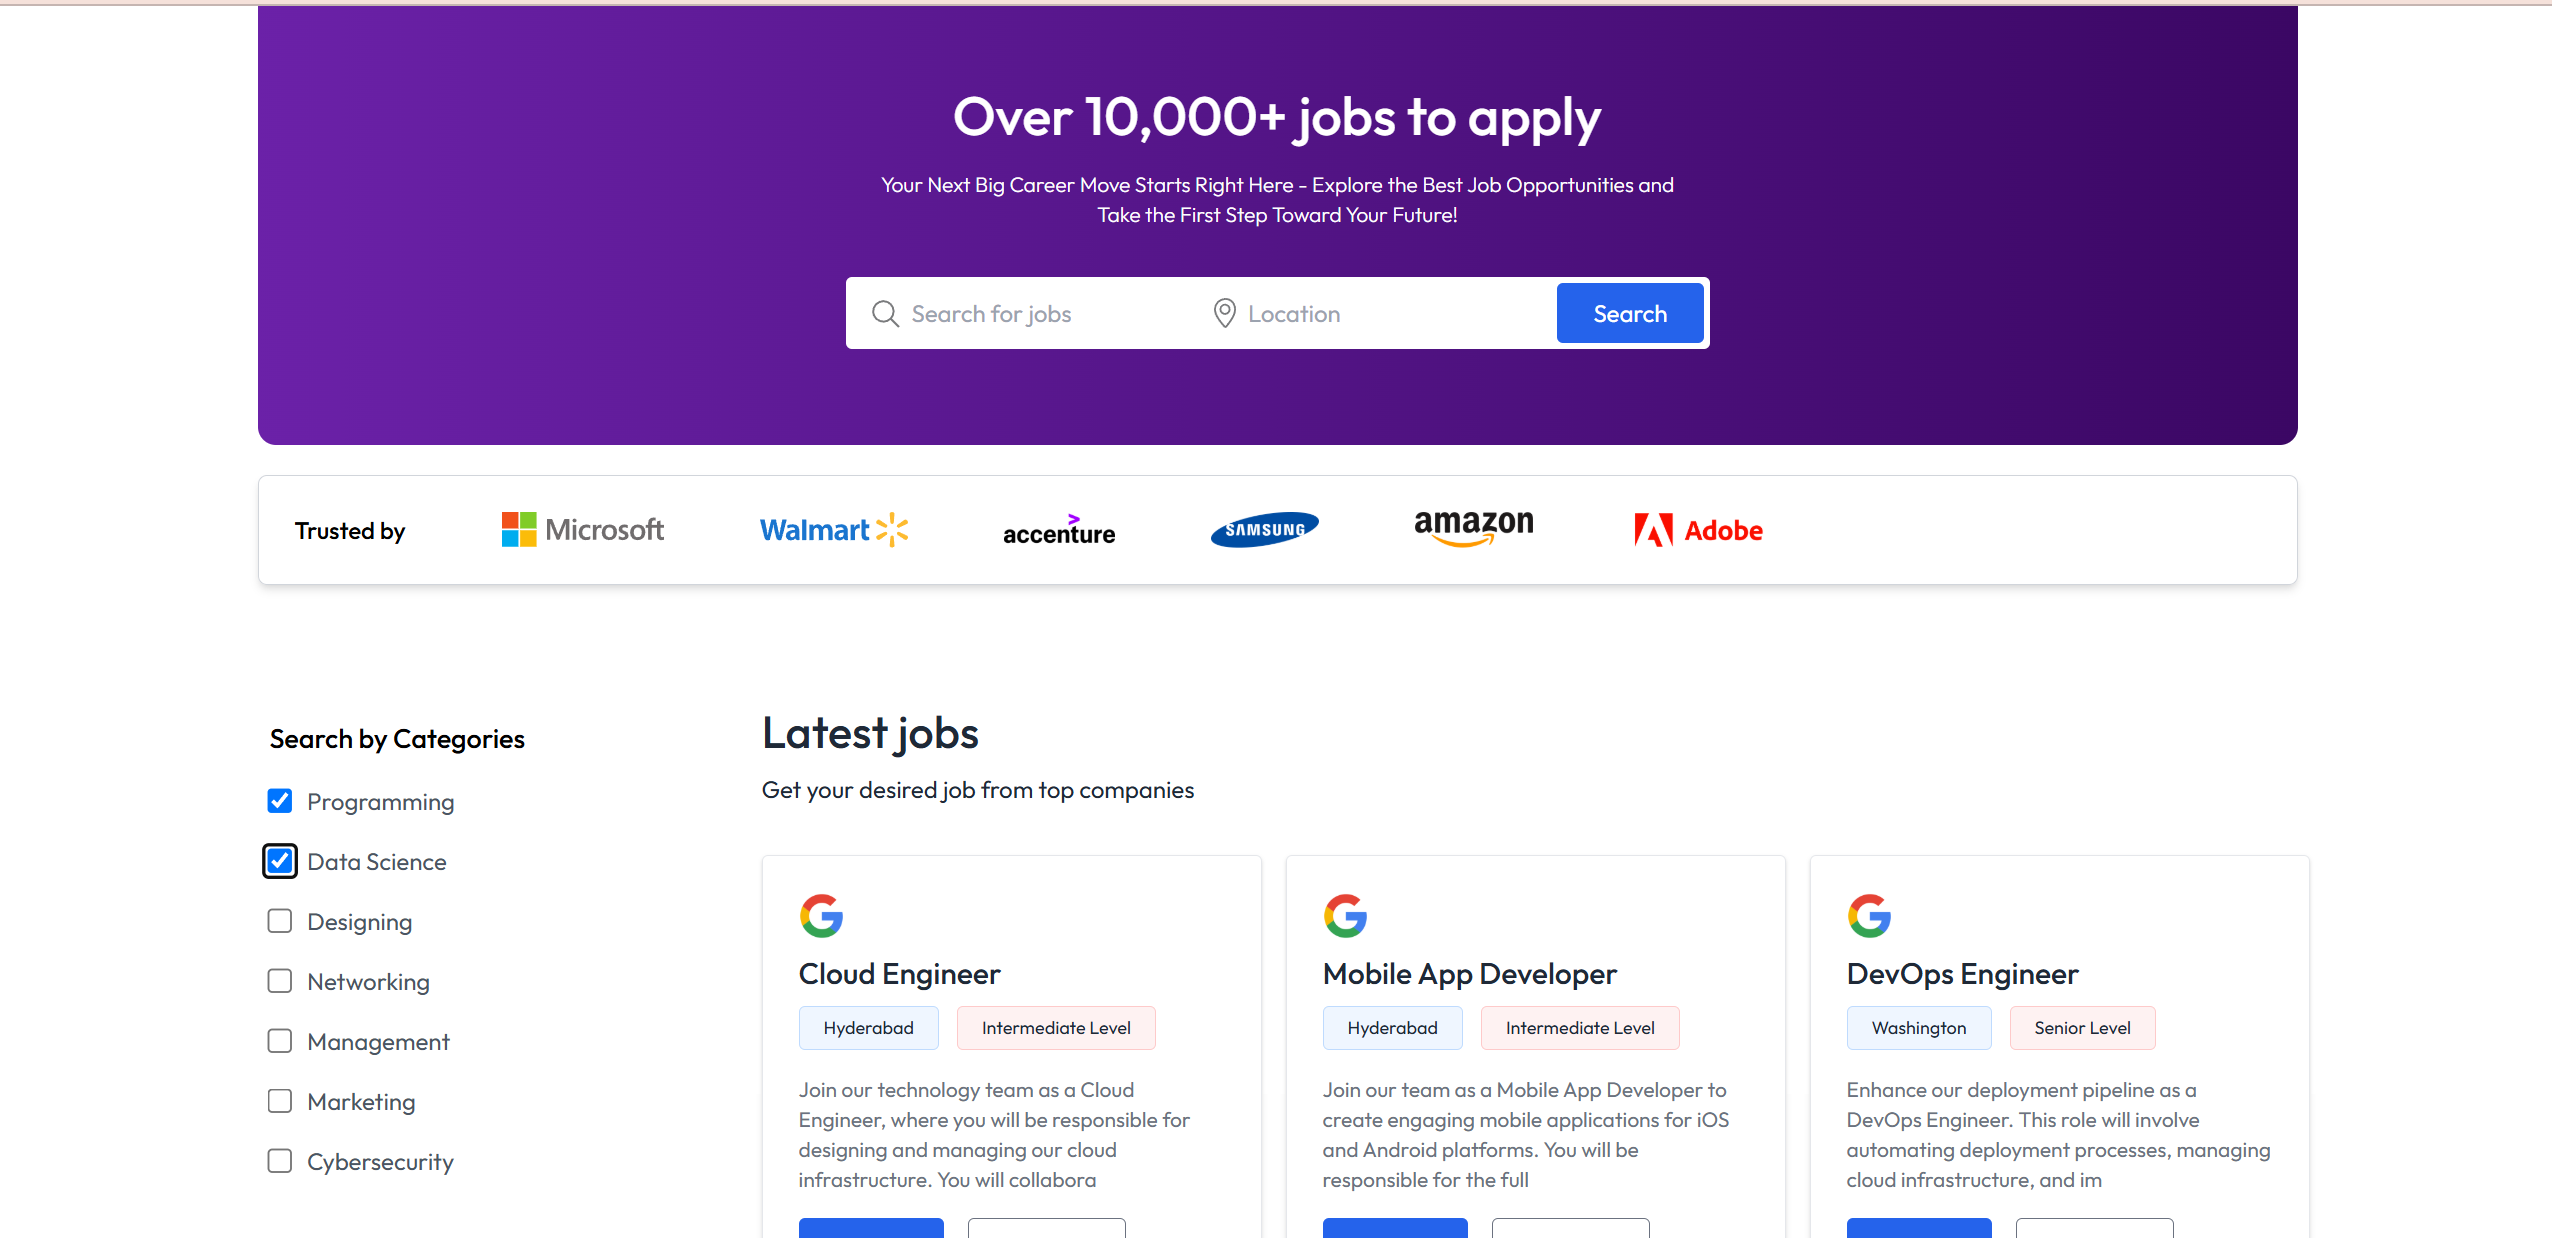 Over 10,000+ jobs to apply
Your Next Big Career Move Starts Right Here - Explore the Best Job Opportunities and
Take the First Step Toward Your Future!
Search for jobs
Location
Search
Trusted by
Microsoft
Walmart
accenture
SAMSUNG
amazon
Adobe
Search by Categories
Programming
Data Science
Designing
Networking
Management
Marketing
Cybersecurity
Latest jobs
Get your desired job from top companies
Cloud Engineer
Hyderabad
Intermediate Level
Join our technology team as a Cloud
Engineer, where you will be responsible for
designing and managing our cloud
infrastructure. You will collabora
Mobile App Developer
Hyderabad
Intermediate Level
Join our team as a Mobile App Developer to
create engaging mobile applications for iOS
and Android platforms. You will be
responsible for the full
DevOps Engineer
Washington
Senior Level
Enhance our deployment pipeline as a
DevOps Engineer. This role will involve
automating deployment processes, managing
cloud infrastructure, and im